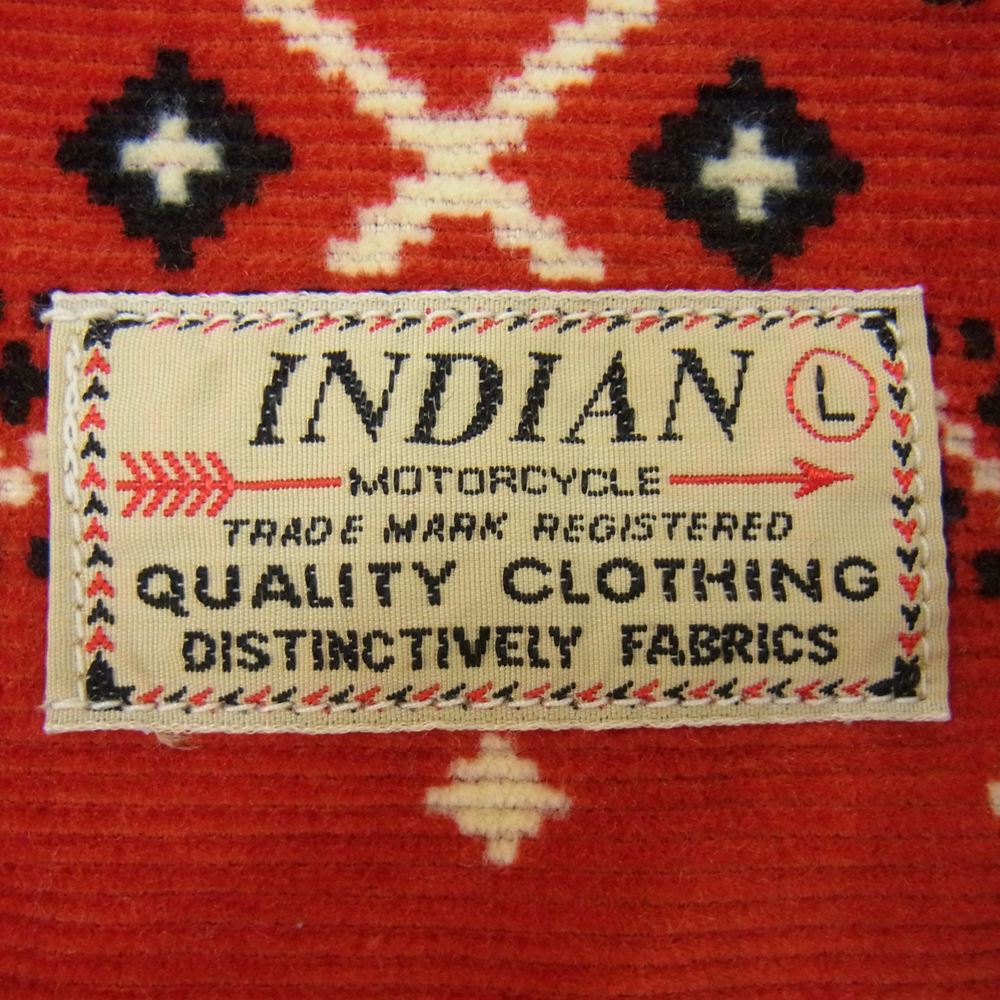 INDIAN L
MOTORCYCLE
TRADE MARK REGISTERED
QUALITY CLOTHING
DISTINCTIVELY FABRICS